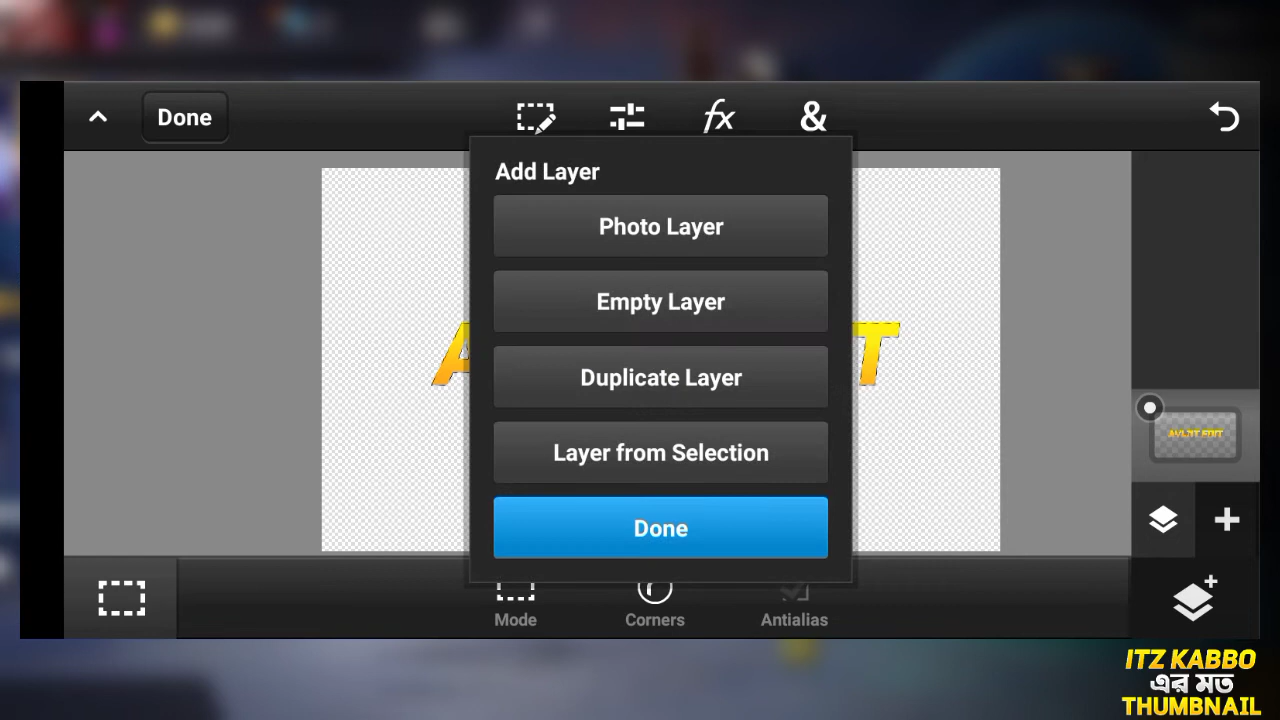 Done
fx
&
Add Layer
Photo Layer
Empty Layer
Duplicate Layer
Layer from Selection
Done
Mode
Corners
Antialias
ITZ KABBO
এর মত
THUMBNAIL